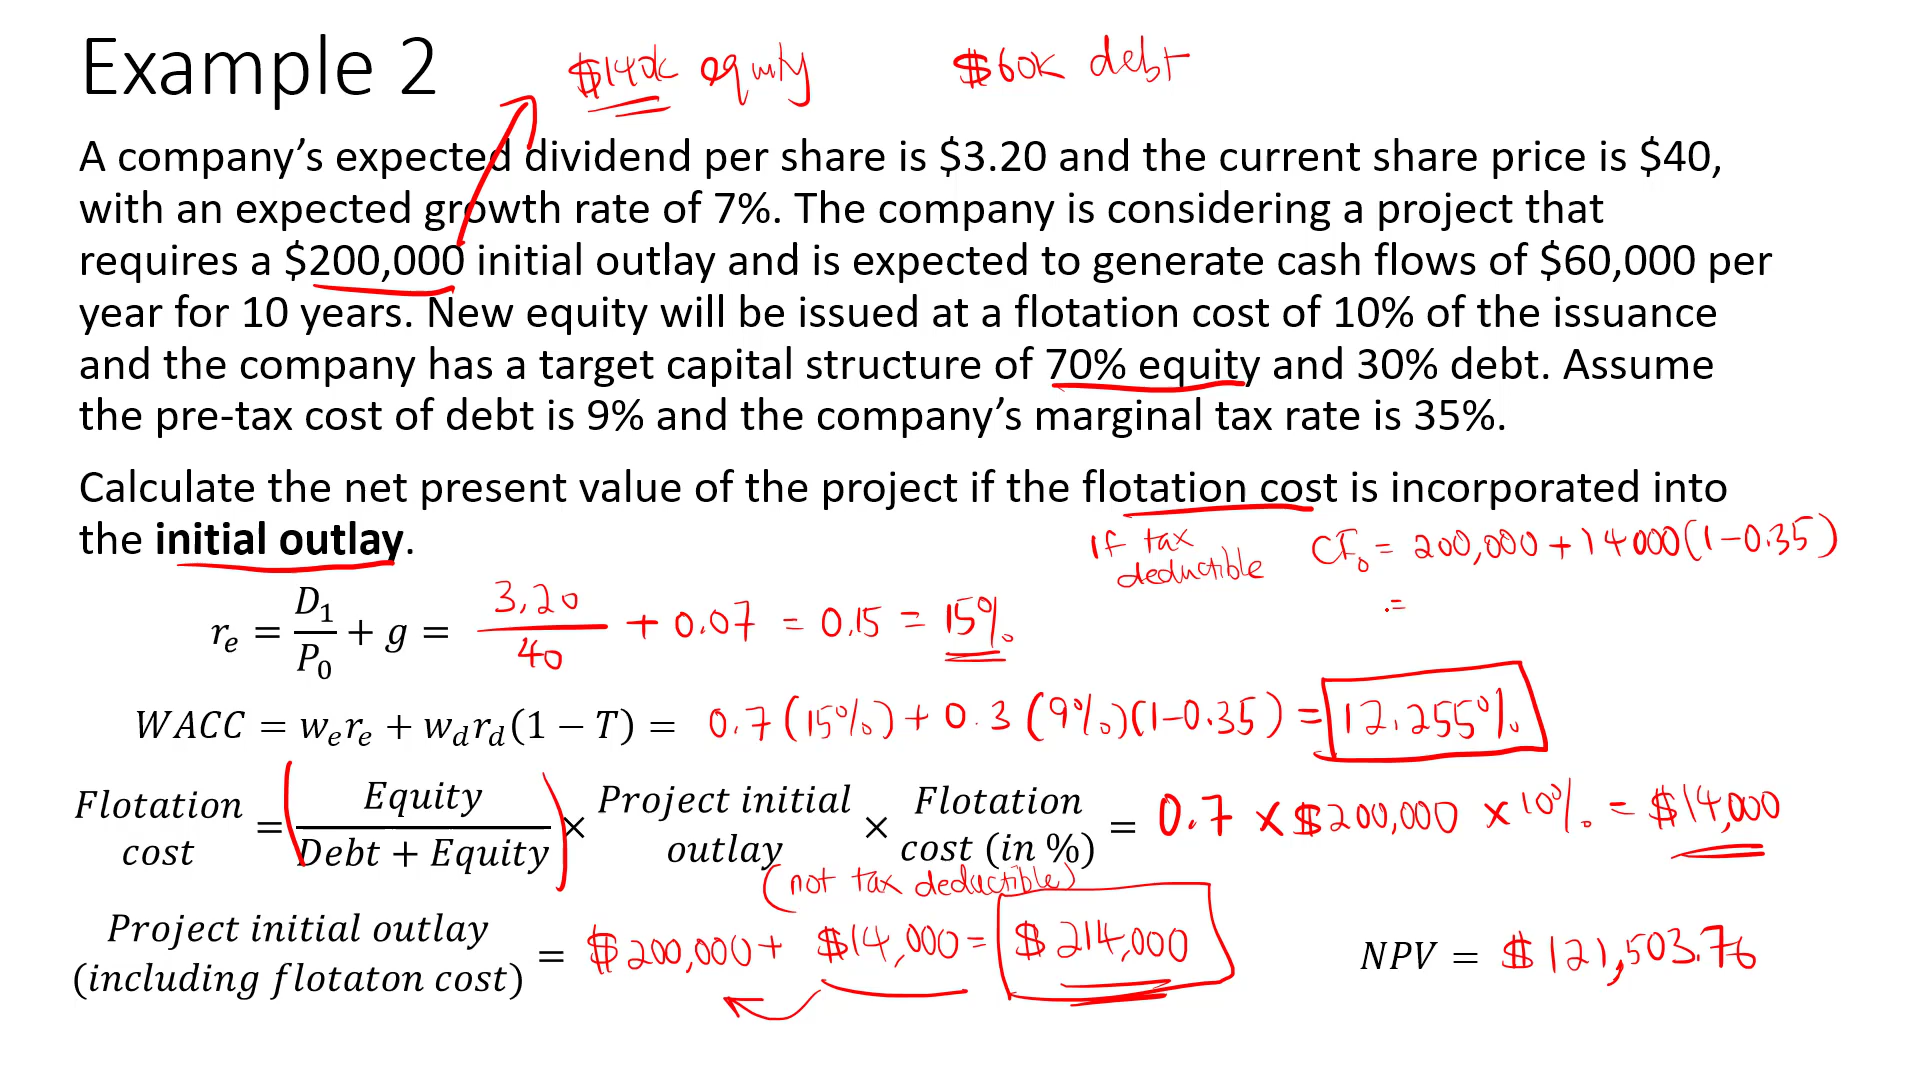 Example 2
$140k equity
$60k debt
A company’s expected dividend per share is $3.20 and the current share price is $40,
with an expected growth rate of 7%. The company is considering a project that
requires a $200,000 initial outlay and is expected to generate cash flows of $60,000 per
year for 10 years. New equity will be issued at a flotation cost of 10% of the issuance
and the company has a target capital structure of 70% equity and 30% debt. Assume
the pre-tax cost of debt is 9% and the company’s marginal tax rate is 35%.
Calculate the net present value of the project if the flotation cost is incorporated into
the initial outlay.
If tax deductible CF₀ = 200,000 + 14000(1-0.35)
=
rₑ = D₁/P₀ + g = 3.20/40 + 0.07 = 0.15 = 15%
WACC = wₑrₑ + w_d r_d(1 − T) = 0.7(15%) + 0.3(9%)(1-0.35) = 12.255%
Flotation cost = (Equity / Debt + Equity) × Project initial outlay × Flotation cost (in %) = 0.7 × $200,000 × 10% = $14,000
(not tax deductible)
Project initial outlay (including flotaton cost) = $200,000 + $14,000 = $214,000
NPV = $121,503.76